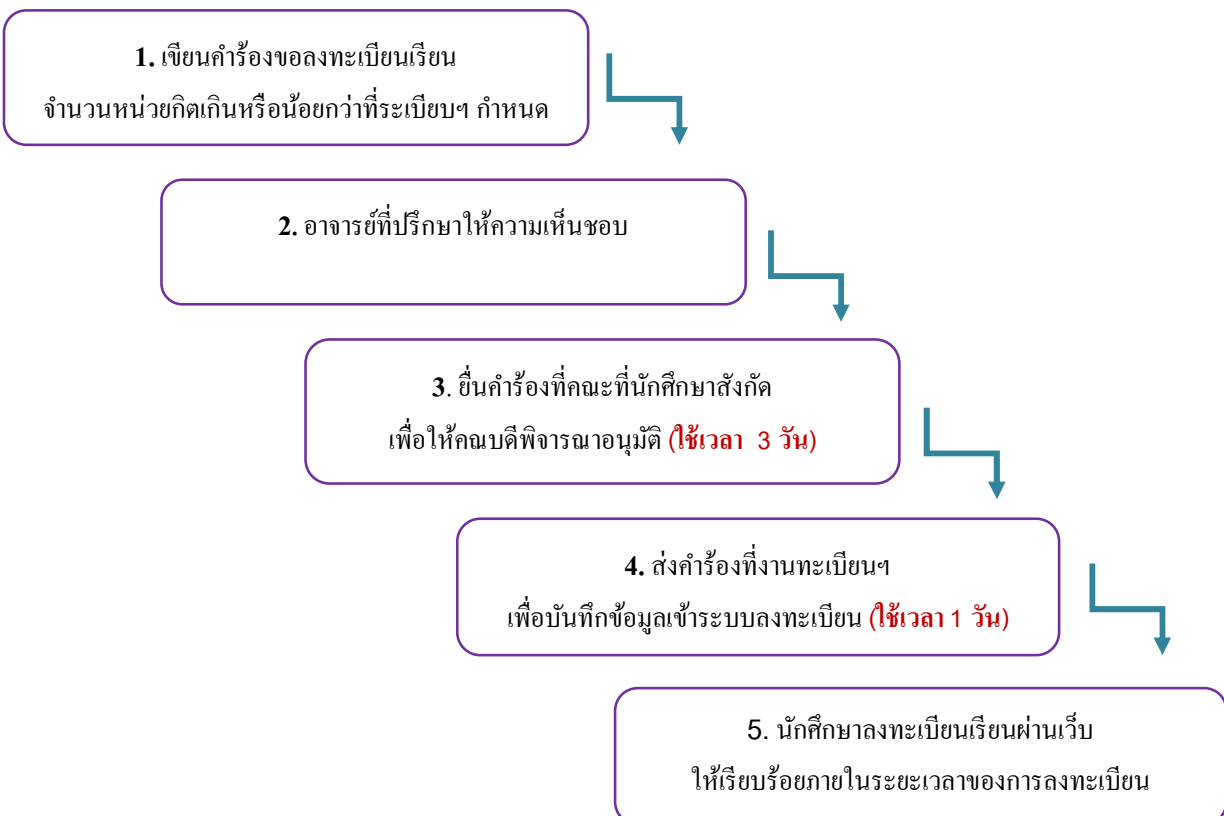 1. เขียนคำร้องขอลงทะเบียนเรียน
จำนวนหน่วยกิตเกินหรือน้อยกว่าที่ระเบียบฯ กำหนด
2. อาจารย์ที่ปรึกษาให้ความเห็นชอบ
3. ยื่นคำร้องที่คณะที่นักศึกษาสังกัด
เพื่อให้คณบดีพิจารณาอนุมัติ (ใช้เวลา 3 วัน)
4. ส่งคำร้องที่งานทะเบียนฯ
เพื่อบันทึกข้อมูลเข้าระบบลงทะเบียน (ใช้เวลา 1 วัน)
5. นักศึกษาลงทะเบียนเรียนผ่านเว็บ
ให้เรียบร้อยภายในระยะเวลาของการลงทะเบียน